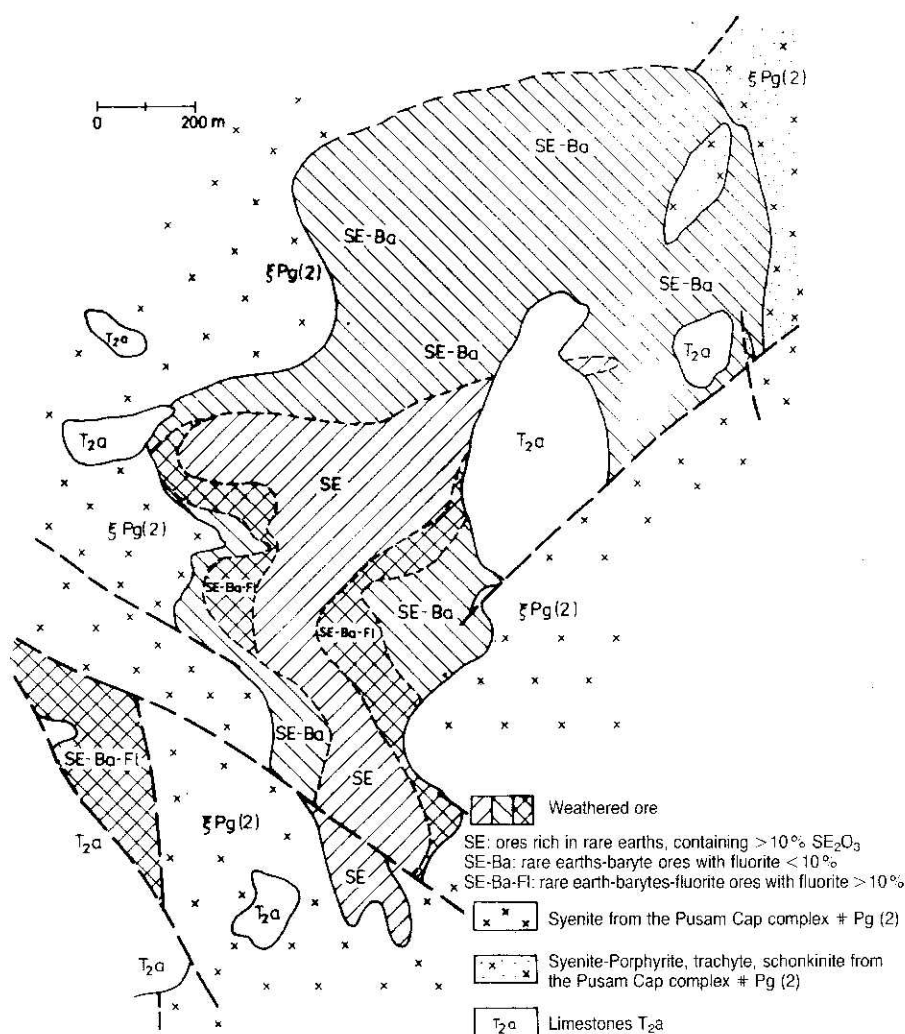 ξPg(2)
0 200 m
SE-Ba
SE-Ba
ξPg(2)
SE-Ba
SE-Ba
T₂a
T₂a
T₂a
T₂a
SE
ξPg(2)
SE-Ba-Fl
SE-Ba
ξPg(2)
SE-Ba-Fl
SE-Ba
SE-Ba-Fl
SE
ξPg(2)
T₂a
SE
T₂a
T₂a
Weathered ore
SE: ores rich in rare earths, containing >10% SE₂O₃
SE-Ba: rare earths-baryte ores with fluorite <10%
SE-Ba-Fl: rare earth-barytes-fluorite ores with fluorite >10%
Syenite from the Pusam Cap complex # Pg (2)
Syenite-Porphyrite, trachyte, schonkinite from
the Pusam Cap complex # Pg (2)
T₂a Limestones T₂a